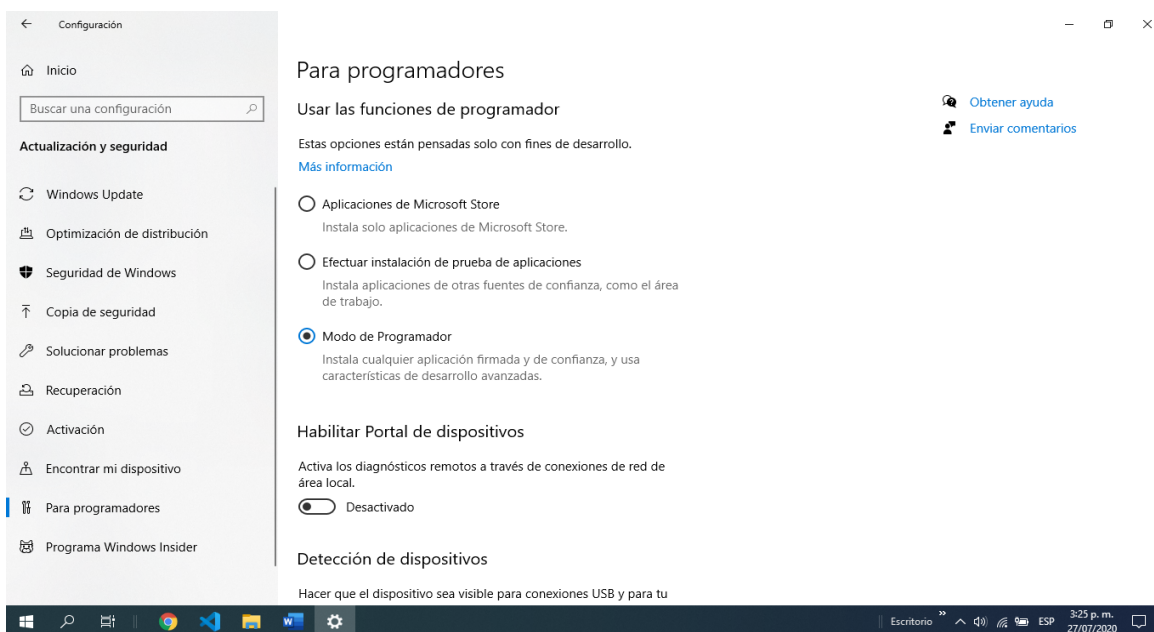 Configuración
Inicio
Buscar una configuración
Actualización y seguridad
Windows Update
Optimización de distribución
Seguridad de Windows
Copia de seguridad
Solucionar problemas
Recuperación
Activación
Encontrar mi dispositivo
Para programadores
Programa Windows Insider
Para programadores
Usar las funciones de programador
Estas opciones están pensadas solo con fines de desarrollo.
Más información
Aplicaciones de Microsoft Store
Instala solo aplicaciones de Microsoft Store.
Efectuar instalación de prueba de aplicaciones
Instala aplicaciones de otras fuentes de confianza, como el área
de trabajo.
Modo de Programador
Instala cualquier aplicación firmada y de confianza, y usa
características de desarrollo avanzadas.
Habilitar Portal de dispositivos
Activa los diagnósticos remotos a través de conexiones de red de
área local.
Desactivado
Detección de dispositivos
Hacer que el dispositivo sea visible para conexiones USB y para tu
Obtener ayuda
Enviar comentarios
Escritorio
ESP
3:25 p. m.
27/07/2020